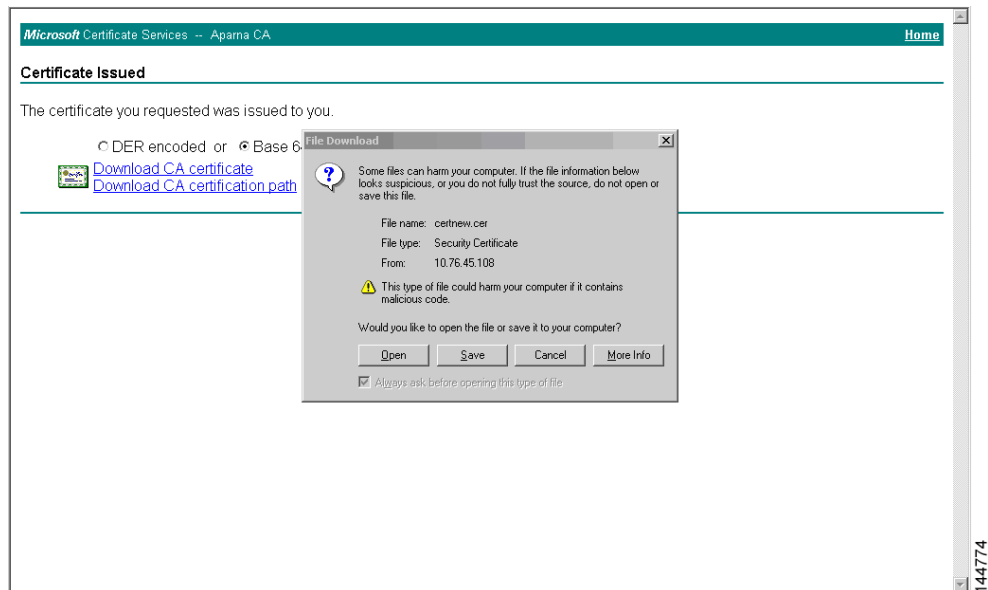 Microsoft Certificate Services -- Aparna CA
Home
Certificate Issued
The certificate you requested was issued to you.
DER encoded or Base 6
Download CA certificate
Download CA certification path
File Download
Some files can harm your computer. If the file information below
looks suspicious, or you do not fully trust the source, do not open or
save this file.
File name: certnew.cer
File type: Security Certificate
From: 10.76.45.108
This type of file could harm your computer if it contains
malicious code.
Would you like to open the file or save it to your computer?
Open
Save
Cancel
More Info
Always ask before opening this type of file
144774